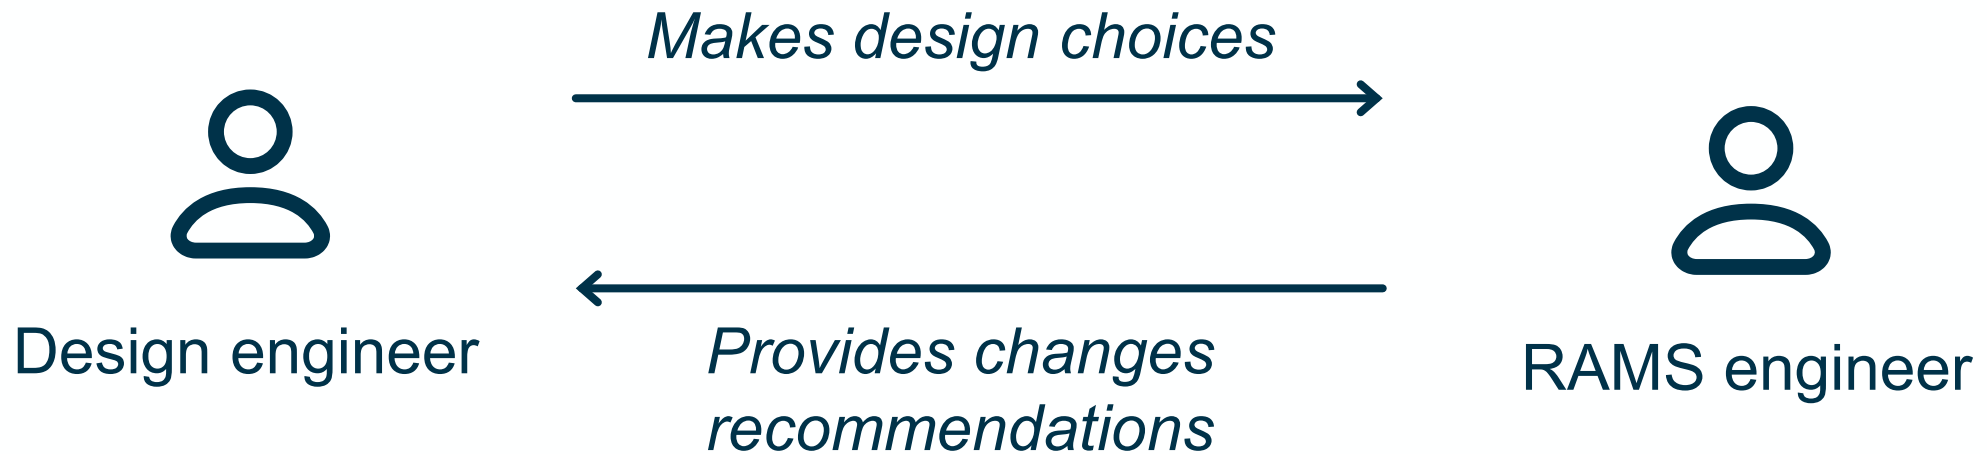 Makes design choices
Design engineer
Provides changes
recommendations
RAMS engineer